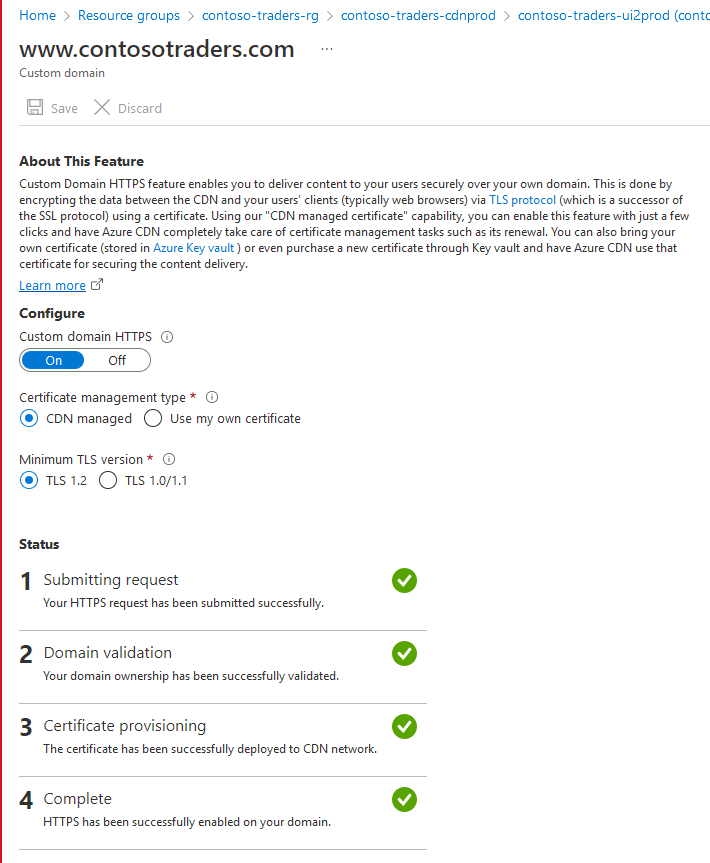 Home > Resource groups > contoso-traders-rg > contoso-traders-cdnprod > contoso-traders-ui2prod (conto
www.contosotraders.com ...
Custom domain
Save Discard
About This Feature
Custom Domain HTTPS feature enables you to deliver content to your users securely over your own domain. This is done by
encrypting the data between the CDN and your users' clients (typically web browsers) via TLS protocol (which is a successor of
the SSL protocol) using a certificate. Using our "CDN managed certificate" capability, you can enable this feature with just a few
clicks and have Azure CDN completely take care of certificate management tasks such as its renewal. You can also bring your
own certificate (stored in Azure Key vault ) or even purchase a new certificate through Key vault and have Azure CDN use that
certificate for securing the content delivery.
Learn more
Configure
Custom domain HTTPS
On Off
Certificate management type *
CDN managed Use my own certificate
Minimum TLS version *
TLS 1.2 TLS 1.0/1.1
Status
1 Submitting request
Your HTTPS request has been submitted successfully.
2 Domain validation
Your domain ownership has been successfully validated.
3 Certificate provisioning
The certificate has been successfully deployed to CDN network.
4 Complete
HTTPS has been successfully enabled on your domain.